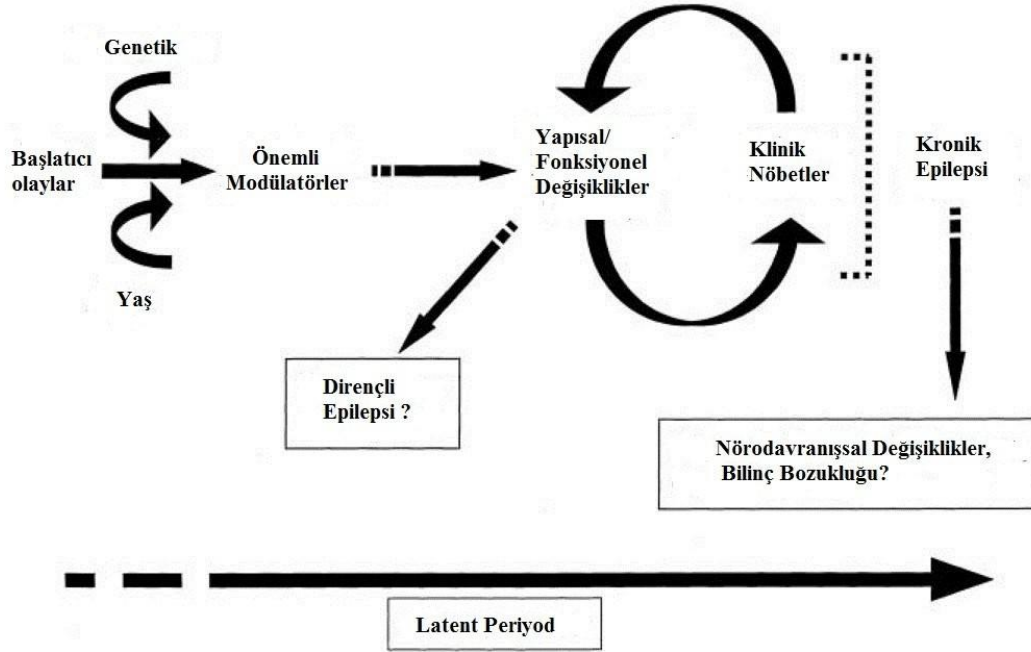 Genetik
Başlatıcı
olaylar
Yaş
Önemli
Modülatörler
Yapısal/
Fonksiyonel
Değişiklikler
Klinik
Nöbetler
Kronik
Epilepsi
Dirençli
Epilepsi ?
Nörodavranışsal Değişiklikler,
Bilinç Bozukluğu?
Latent Periyod